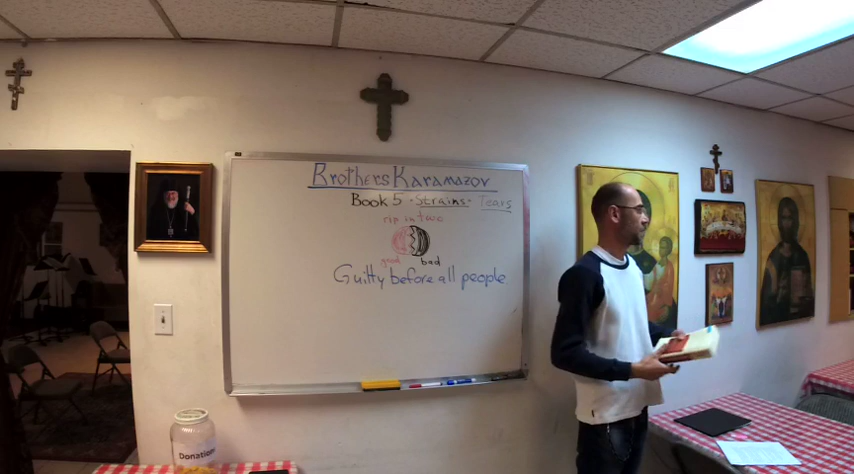 Brothers Karamazov
Book 5 - Strains - Tears
rip in two
good bad
Guilty before all people
Donation